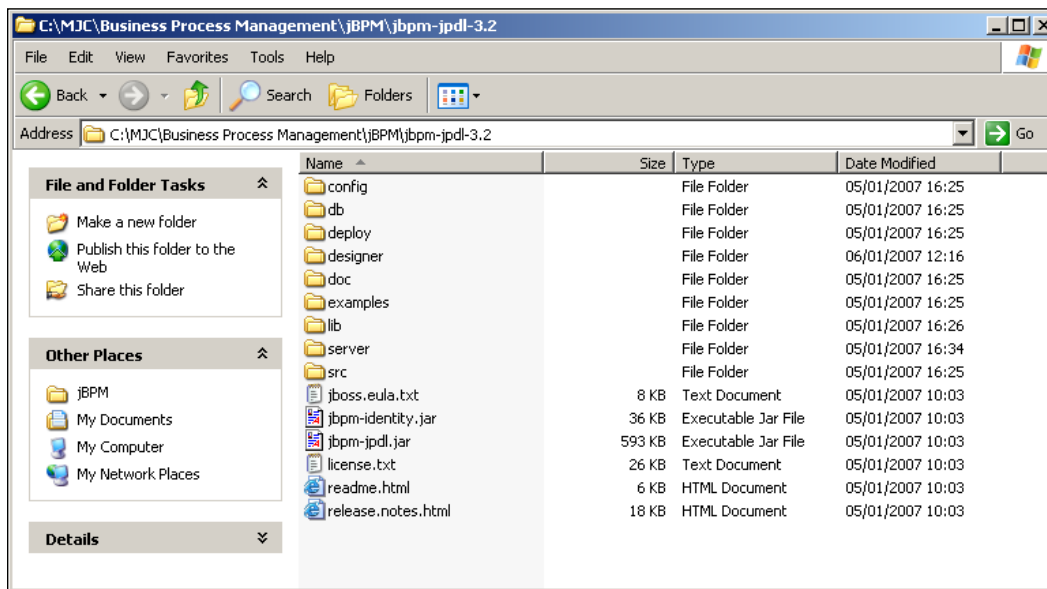 C:\MJC\Business Process Management\jBPM\jbpm-jpdl-3.2
File Edit View Favorites Tools Help
Back Search Folders
Address C:\MJC\Business Process Management\jBPM\jbpm-jpdl-3.2 Go
Name Size Type Date Modified
File and Folder Tasks
Make a new folder
Publish this folder to the
Web
Share this folder
Other Places
jBPM
My Documents
My Computer
My Network Places
Details
config File Folder 05/01/2007 16:25
db File Folder 05/01/2007 16:25
deploy File Folder 05/01/2007 16:25
designer File Folder 06/01/2007 12:16
doc File Folder 05/01/2007 16:25
examples File Folder 05/01/2007 16:25
lib File Folder 05/01/2007 16:26
server File Folder 05/01/2007 16:34
src File Folder 05/01/2007 16:25
jboss.eula.txt 8 KB Text Document 05/01/2007 10:03
jbpm-identity.jar 36 KB Executable Jar File 05/01/2007 10:03
jbpm-jpdl.jar 593 KB Executable Jar File 05/01/2007 10:03
license.txt 26 KB Text Document 05/01/2007 10:03
readme.html 6 KB HTML Document 05/01/2007 10:03
release.notes.html 18 KB HTML Document 05/01/2007 10:03